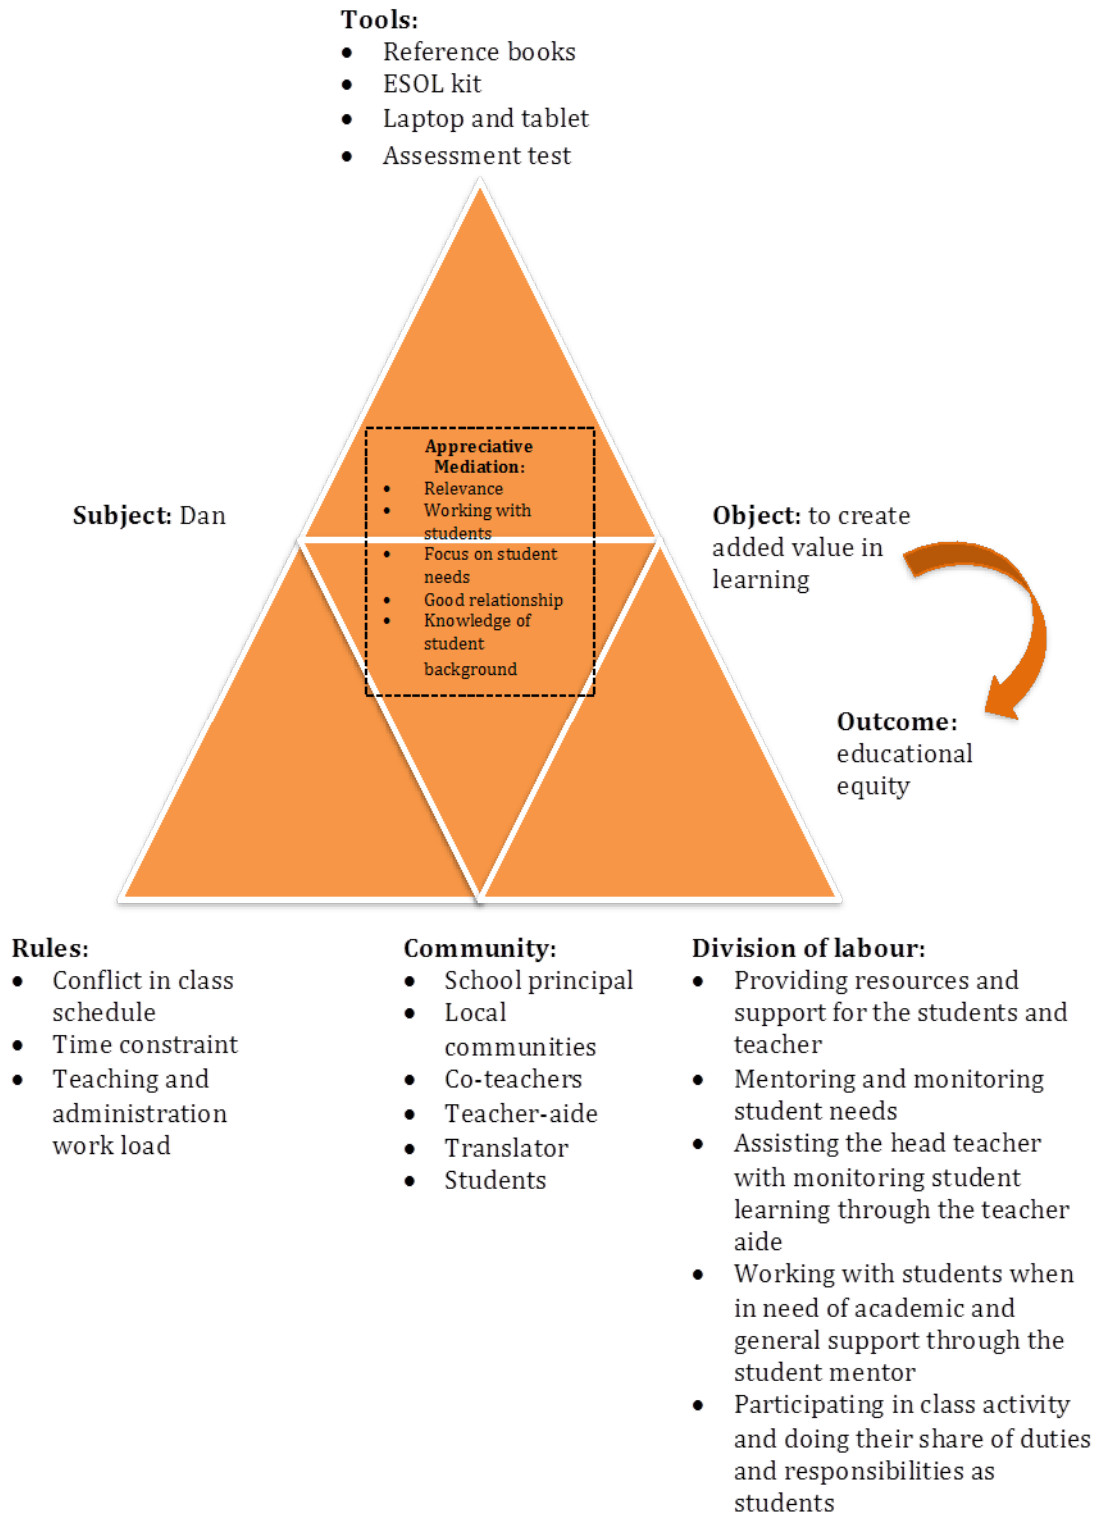 Tools:
• Reference books
• ESOL kit
• Laptop and tablet
• Assessment test
Appreciative
Mediation:
• Relevance
• Working with
students
• Focus on student
needs
• Good relationship
• Knowledge of
student
background
Subject: Dan
Object: to create
added value in
learning
Outcome:
educational
equity
Rules:
• Conflict in class
schedule
• Time constraint
• Teaching and
administration
work load
Community:
• School principal
• Local
communities
• Co-teachers
• Teacher-aide
• Translator
• Students
Division of labour:
• Providing resources and
support for the students and
teacher
• Mentoring and monitoring
student needs
• Assisting the head teacher
with monitoring student
learning through the teacher
aide
• Working with students when
in need of academic and
general support through the
student mentor
• Participating in class activity
and doing their share of duties
and responsibilities as
students